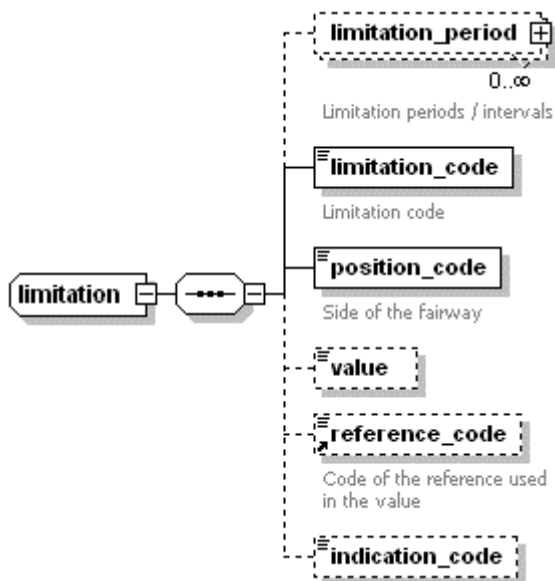 limitation_period
0..∞
Limitation periods / intervals
limitation_code
Limitation code
limitation
position_code
Side of the fairway
value
reference_code
Code of the reference used
in the value
indication_code